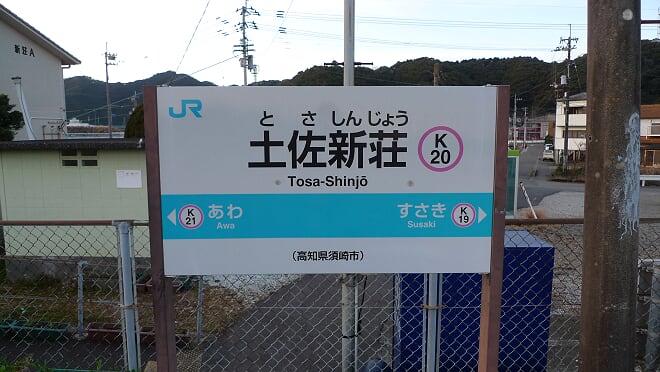 新荘A
JR
とさしんじょう
土佐新荘
Tosa-Shinjō
K
20
K
21
あわ
Awa
すさき
Susaki
K
19
(高知県須崎市)